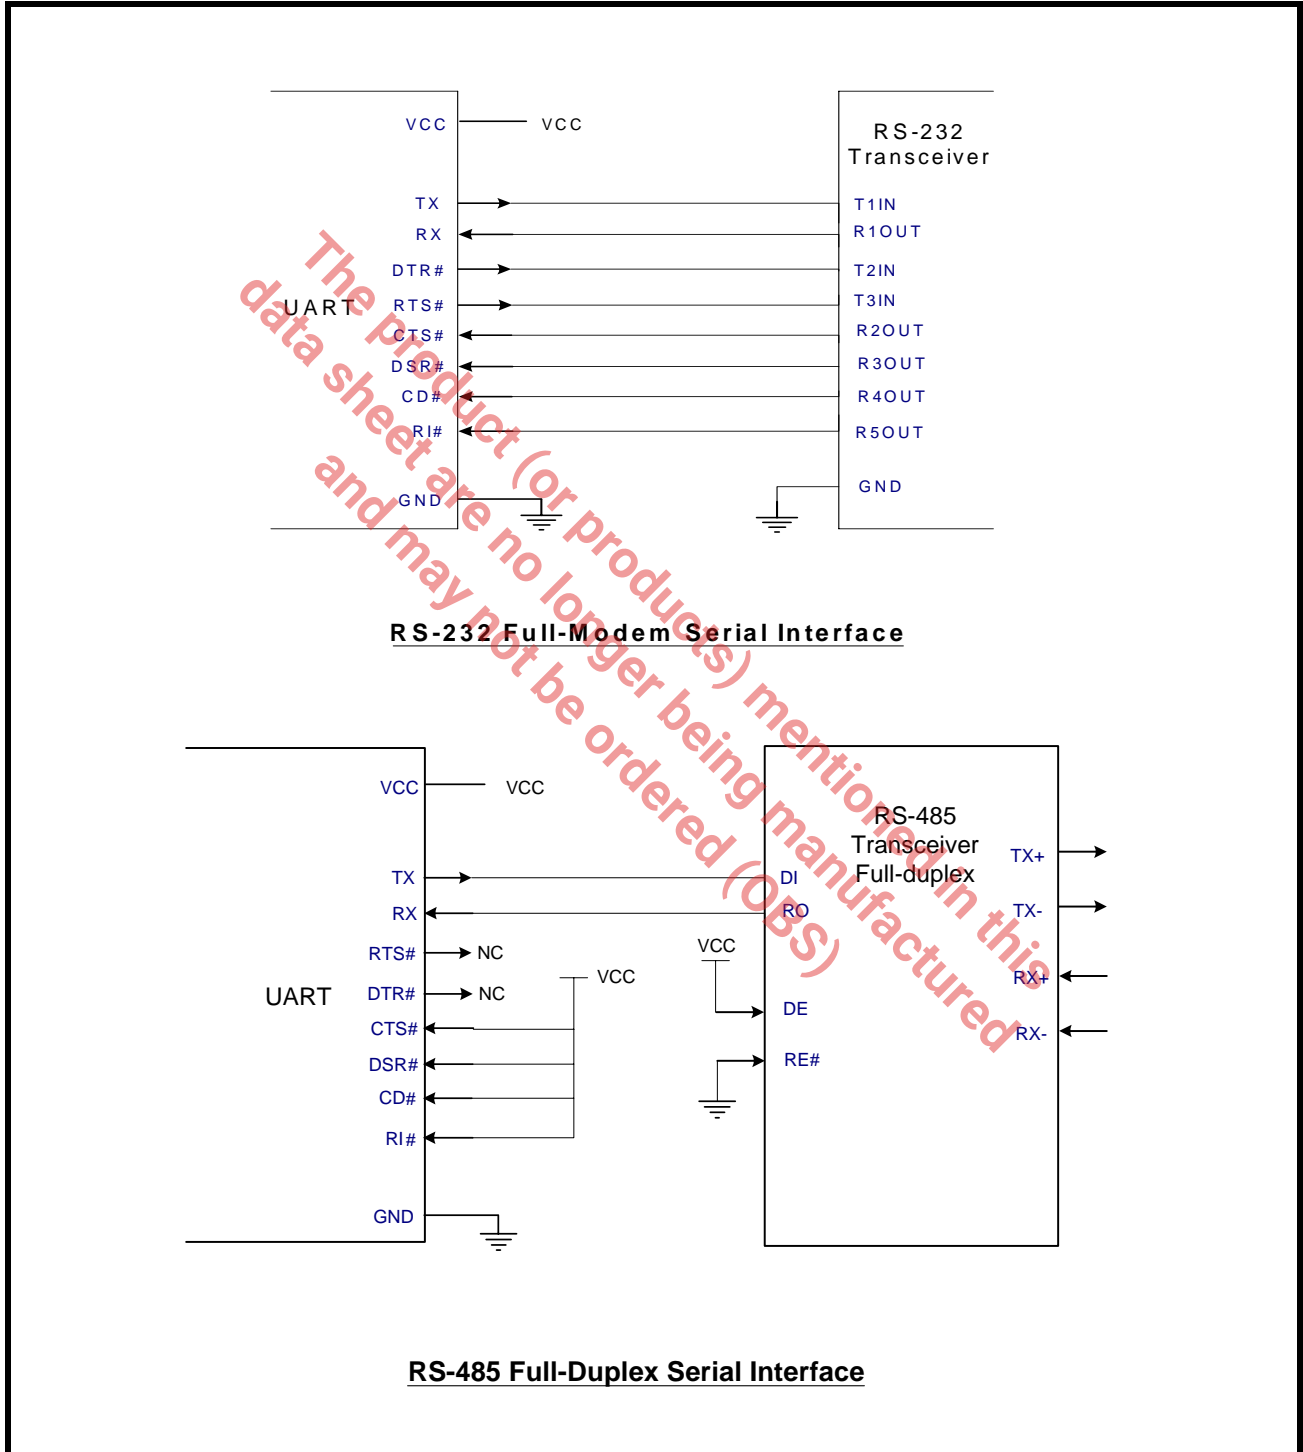 VCC
VCC
RS-232
Transceiver
TX
T1IN
RX
R1OUT
DTR#
T2IN
UART
RTS#
T3IN
CTS#
R2OUT
DSR#
R3OUT
CD#
R4OUT
RI#
R5OUT
GND
GND
RS-232 Full-Modem Serial Interface
The product (or products) mentioned in this
data sheet are no longer being manufactured
and may not be ordered (OBS)
VCC
VCC
RS-485
Transceiver
Full-duplex
TX+
TX
DI
RX
RO
TX-
RTS#
NC
VCC
VCC
RX+
UART
DTR#
NC
DE
CTS#
RX-
DSR#
RE#
CD#
RI#
GND
RS-485 Full-Duplex Serial Interface